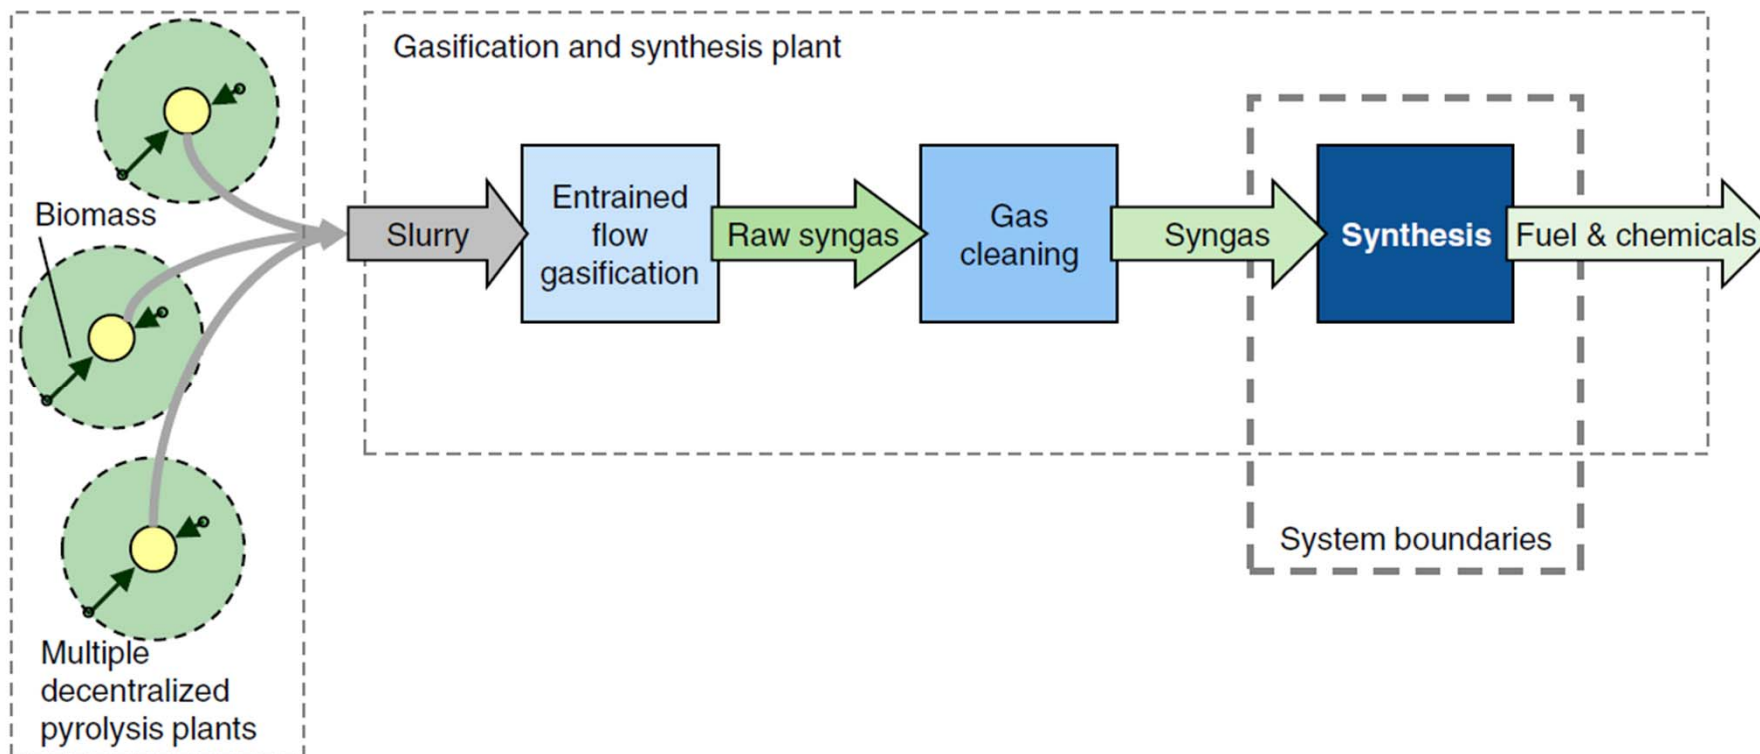 Gasification and synthesis plant
Biomass
Slurry
Entrained
flow
gasification
Raw syngas
Gas
cleaning
Syngas
Synthesis
Fuel & chemicals
System boundaries
Multiple
decentralized
pyrolysis plants